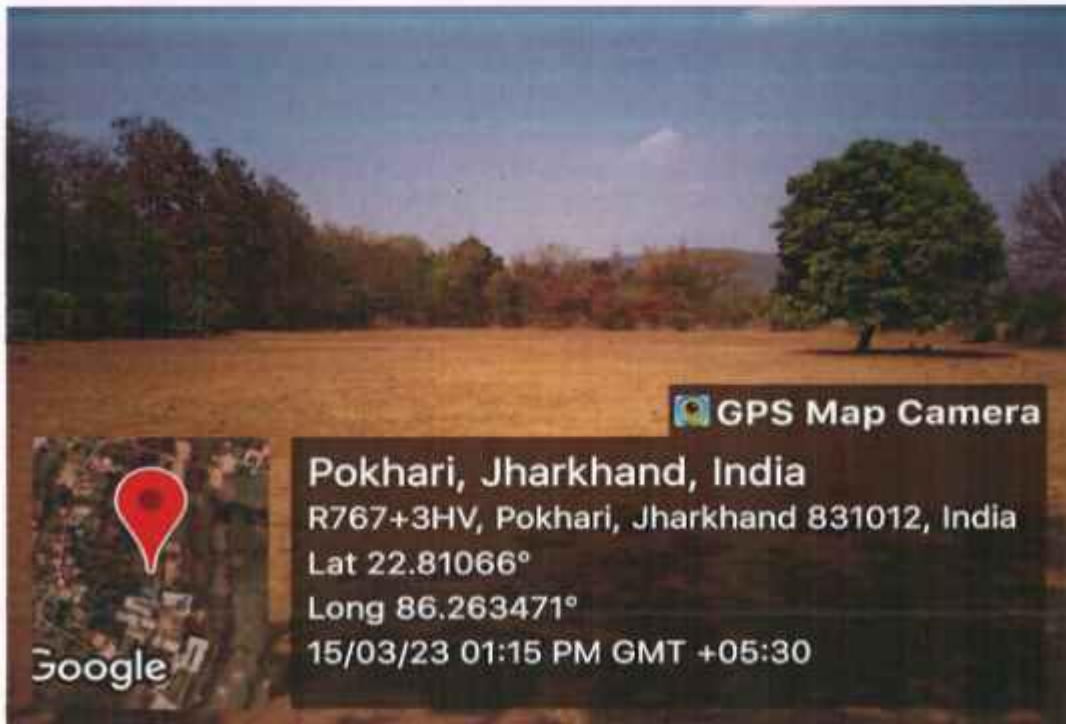 GPS Map Camera
Pokhari, Jharkhand, India
R767+3HV, Pokhari, Jharkhand 831012, India
Lat 22.81066°
Long 86.263471°
15/03/23 01:15 PM GMT +05:30
Google